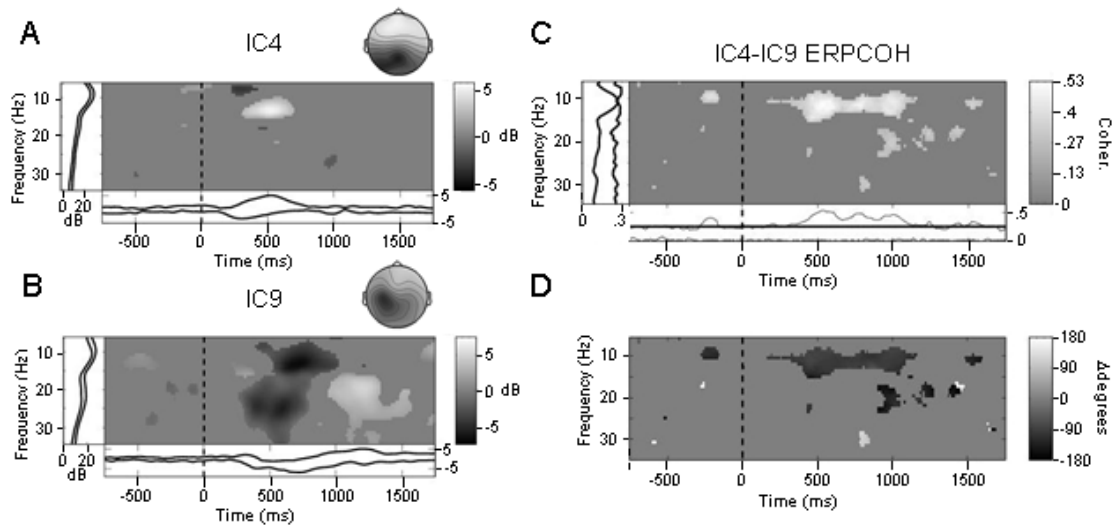 A
IC4
Frequency (Hz)
10
20
30
5
0
-5
dB
0 20
dB
5
-5
-500 0 500 1000 1500
Time (ms)
B
IC9
Frequency (Hz)
10
20
30
5
0
-5
dB
0 20
dB
5
-5
-500 0 500 1000 1500
Time (ms)
C
IC4-IC9 ERPCOH
Frequency (Hz)
10
20
30
.53
.4
.27
.13
0
Coher.
0 .3
.5
0
-500 0 500 1000 1500
Time (ms)
D
Frequency (Hz)
10
20
30
180
90
0
-90
-180
Δdegrees
-500 0 500 1000 1500
Time (ms)